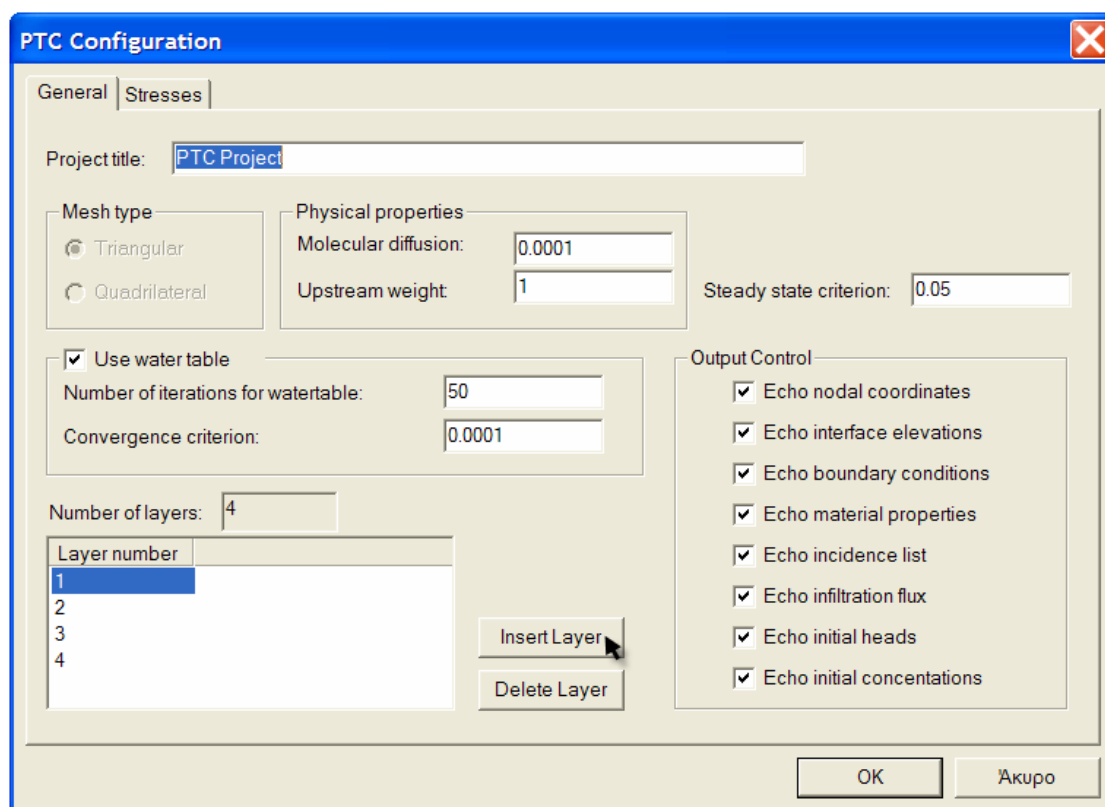 PTC Configuration
General Stresses
Project title: PTC Project
Mesh type
Triangular
Quadrilateral
Physical properties
Molecular diffusion: 0.0001
Upstream weight: 1
Steady state criterion: 0.05
Use water table
Number of iterations for watertable: 50
Convergence criterion: 0.0001
Number of layers: 4
Layer number
1
2
3
4
Insert Layer
Delete Layer
Output Control
Echo nodal coordinates
Echo interface elevations
Echo boundary conditions
Echo material properties
Echo incidence list
Echo infiltration flux
Echo initial heads
Echo initial concentations
OK Άκυρο